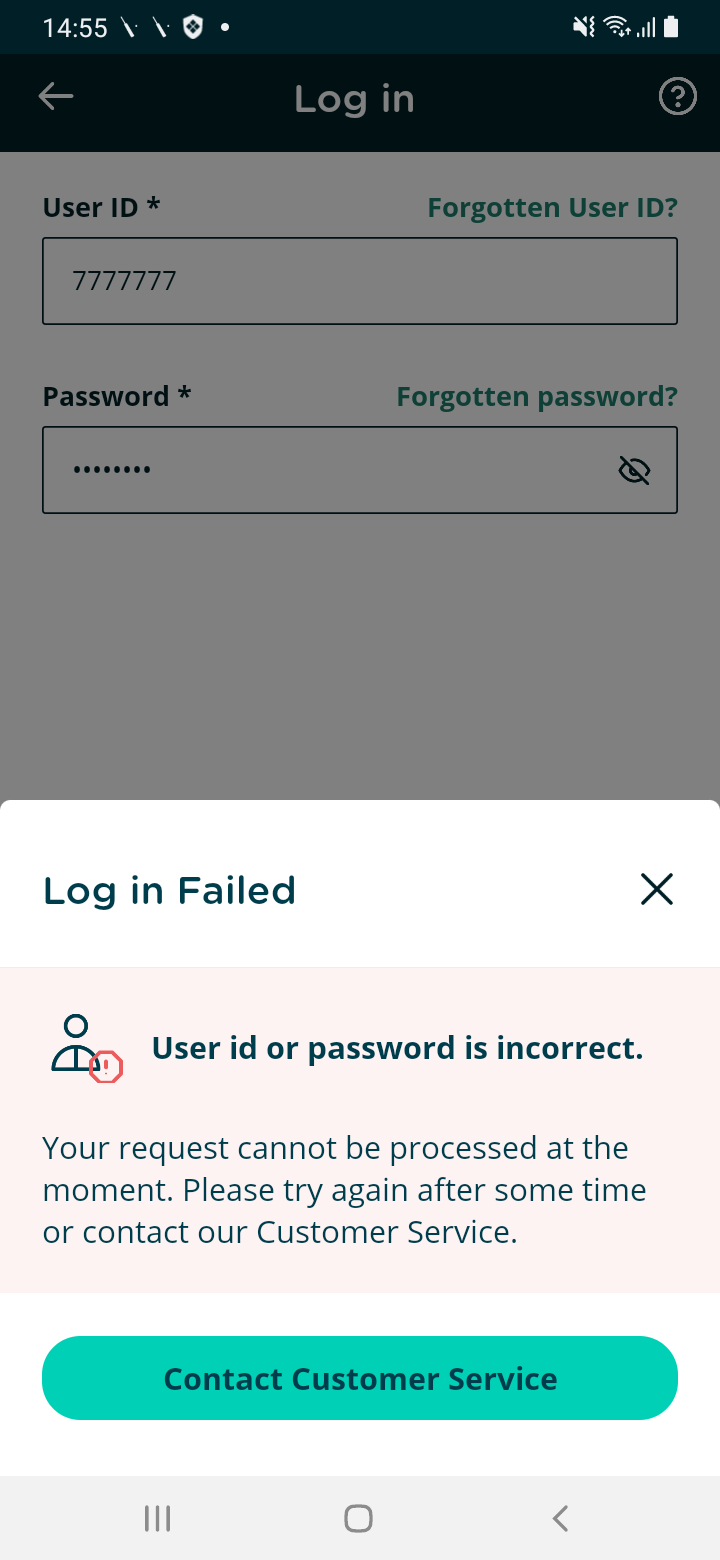 14:55
Log in
User ID * Forgotten User ID?
7777777
Password * Forgotten password?
••••••••
Log in Failed
User id or password is incorrect.
Your request cannot be processed at the
moment. Please try again after some time
or contact our Customer Service.
Contact Customer Service